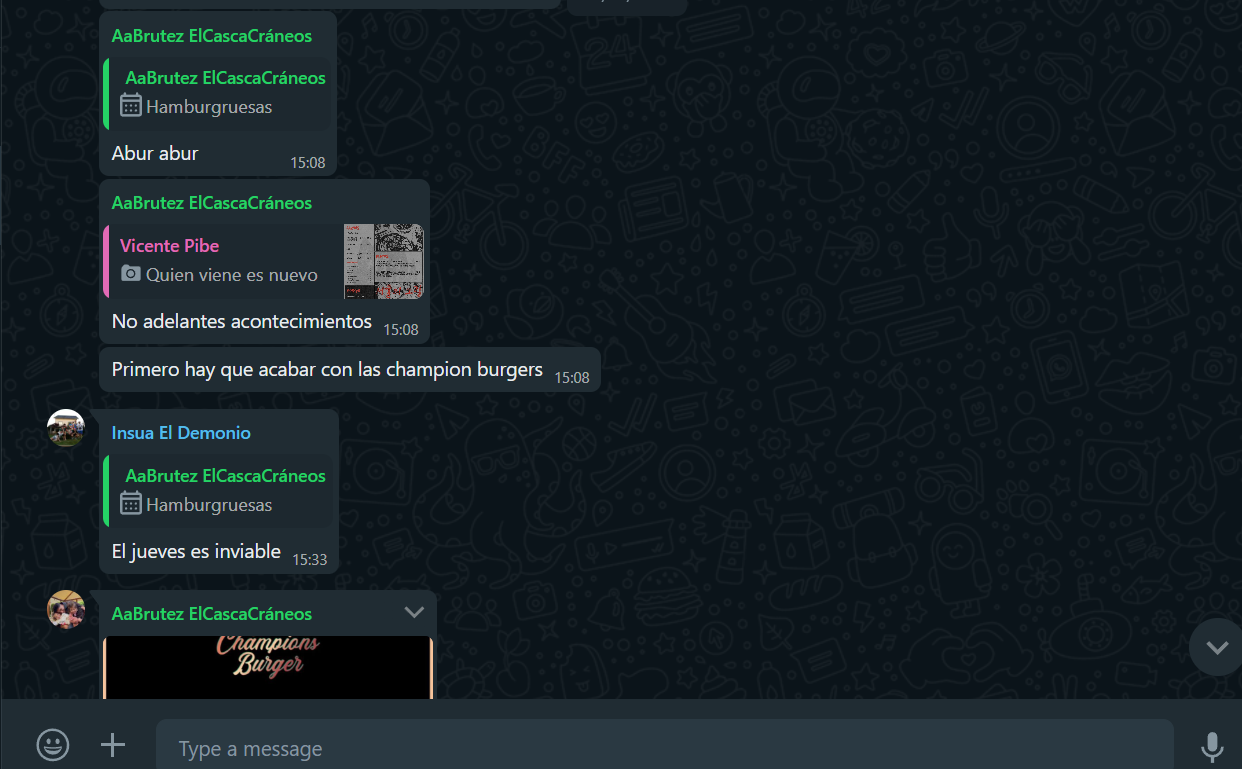 AaBrutez ElCascaCráneos
AaBrutez ElCascaCráneos
Hamburgruesas
Abur abur
15:08
AaBrutez ElCascaCráneos
Vicente Pibe
Quien viene es nuevo
No adelantes acontecimientos
15:08
Primero hay que acabar con las champion burgers
15:08
Insua El Demonio
AaBrutez ElCascaCráneos
Hamburgruesas
El jueves es inviable
15:33
AaBrutez ElCascaCráneos
Champions
Burger
Type a message